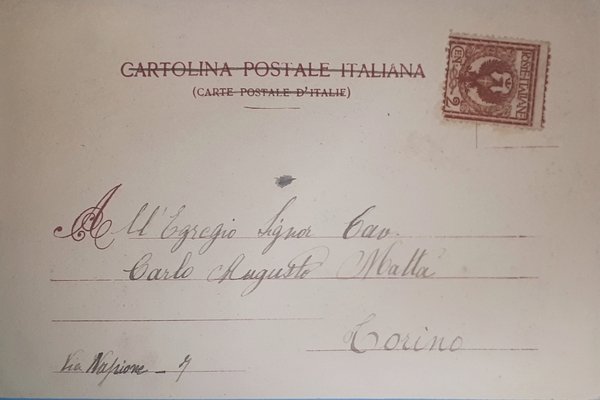 CARTOLINA POSTALE ITALIANA
(CARTE POSTALE D'ITALIE)
POSTE ITALIANE
CENT. 2
All'Egregio Signor Cav.
Carlo Augusto Matta
Torino
Via Napione - 7